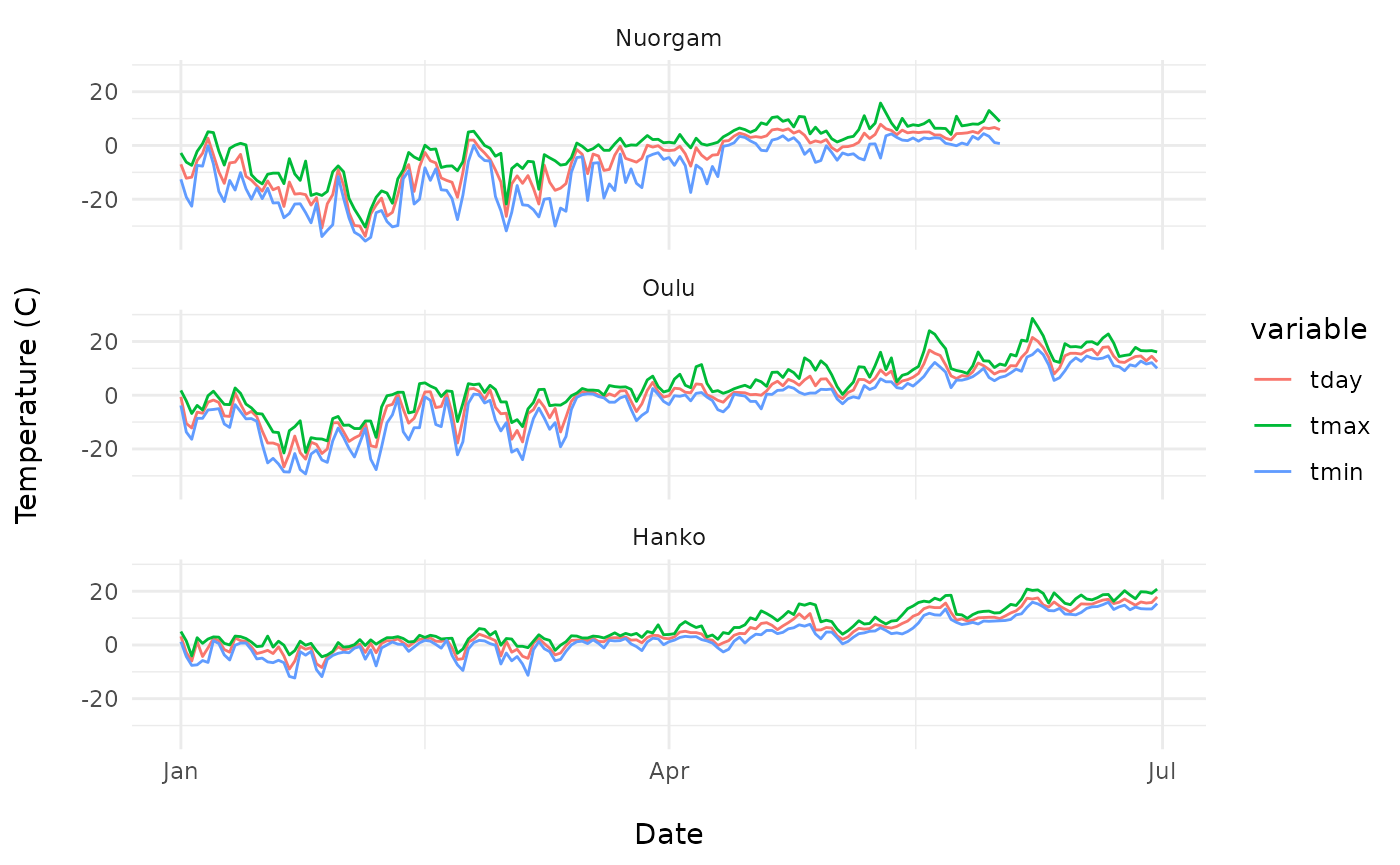 Nuorgam
20
0
-20
Oulu
20
0
-20
Hanko
20
0
-20
Jan
Apr
Jul
Date
Temperature (C)
variable
tday
tmax
tmin